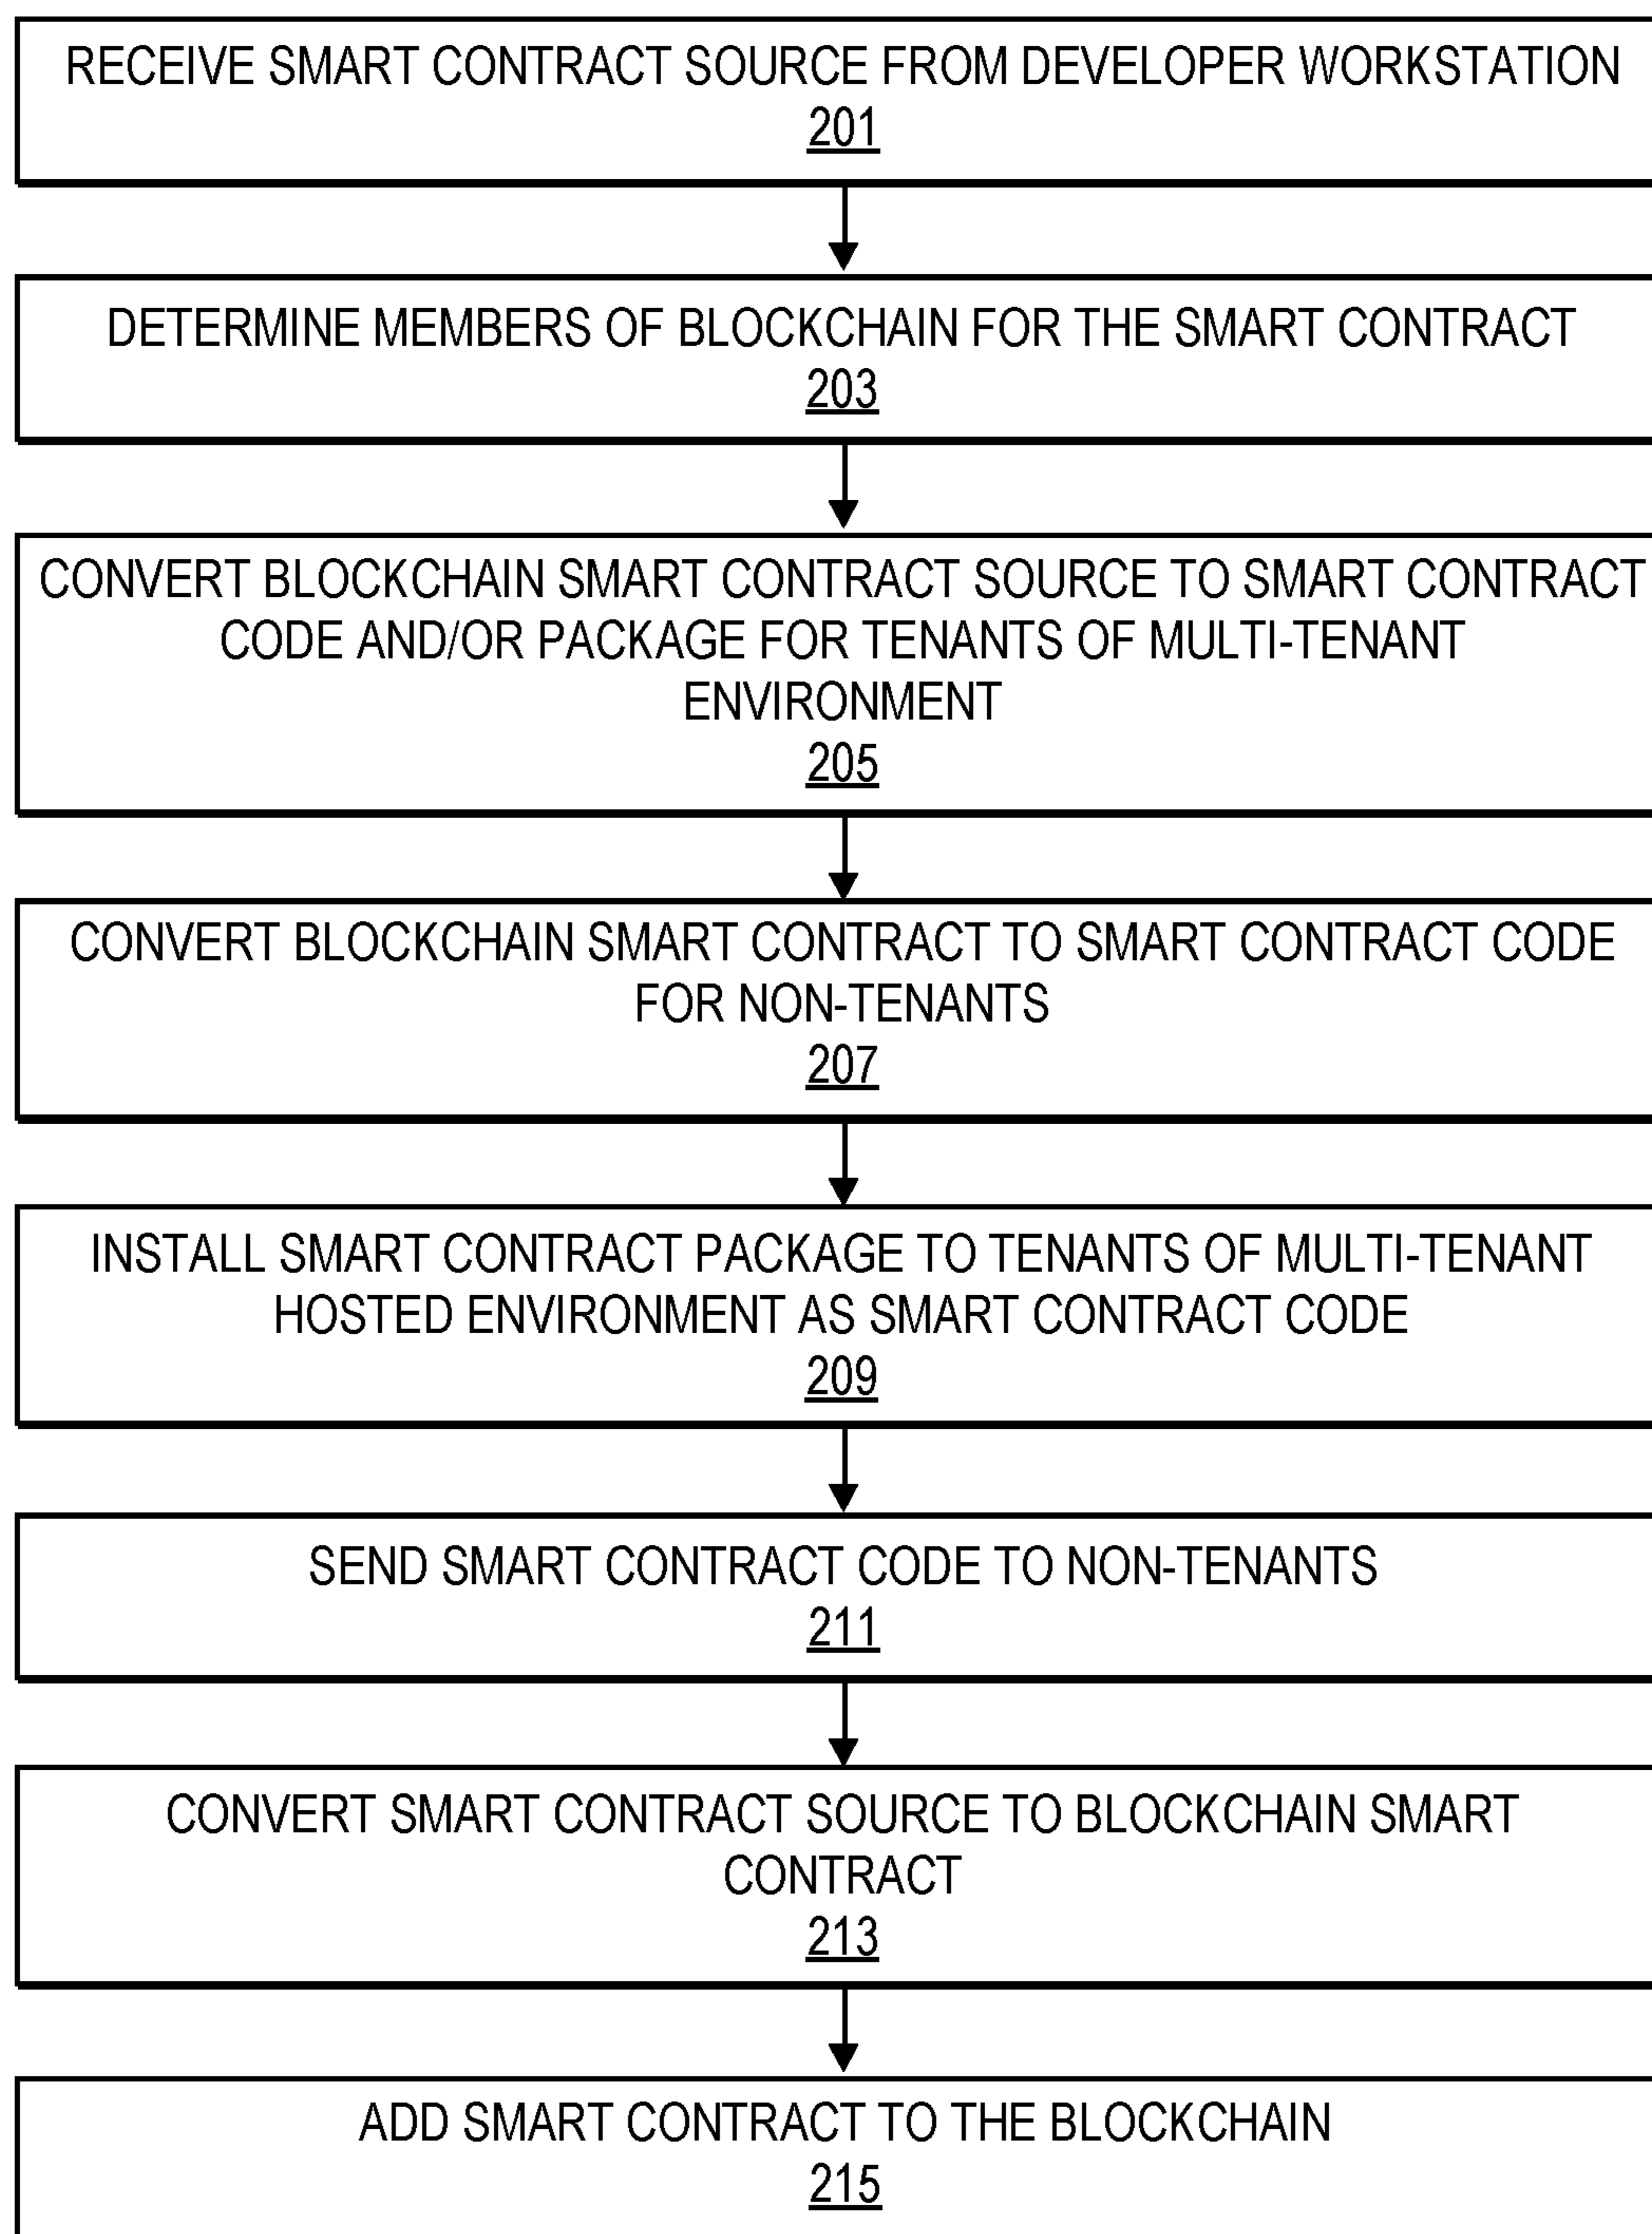 RECEIVE SMART CONTRACT SOURCE FROM DEVELOPER WORKSTATION
201
DETERMINE MEMBERS OF BLOCKCHAIN FOR THE SMART CONTRACT
203
CONVERT BLOCKCHAIN SMART CONTRACT SOURCE TO SMART CONTRACT
CODE AND/OR PACKAGE FOR TENANTS OF MULTI-TENANT
ENVIRONMENT
205
CONVERT BLOCKCHAIN SMART CONTRACT TO SMART CONTRACT CODE
FOR NON-TENANTS
207
INSTALL SMART CONTRACT PACKAGE TO TENANTS OF MULTI-TENANT
HOSTED ENVIRONMENT AS SMART CONTRACT CODE
209
SEND SMART CONTRACT CODE TO NON-TENANTS
211
CONVERT SMART CONTRACT SOURCE TO BLOCKCHAIN SMART
CONTRACT
213
ADD SMART CONTRACT TO THE BLOCKCHAIN
215